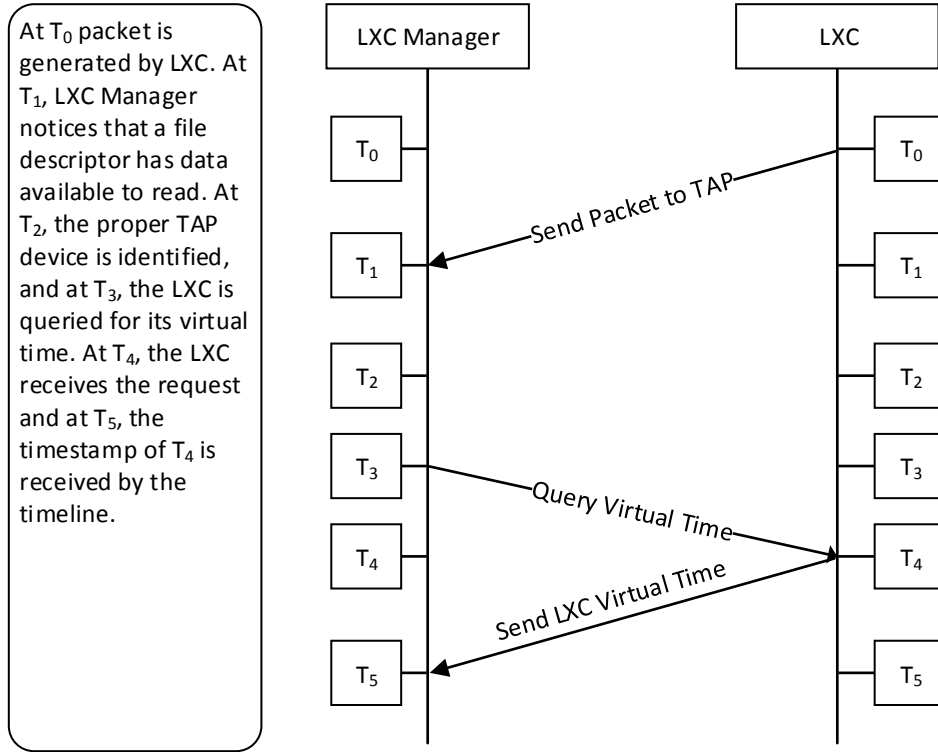 At T₀ packet is
generated by LXC. At
T₁, LXC Manager
notices that a file
descriptor has data
available to read. At
T₂, the proper TAP
device is identified,
and at T₃, the LXC is
queried for its virtual
time. At T₄, the LXC
receives the request
and at T₅, the
timestamp of T₄ is
received by the
timeline.
LXC Manager
LXC
T₀
T₀
Send Packet to TAP
T₁
T₁
T₂
T₂
T₃
T₃
Query Virtual Time
T₄
T₄
Send LXC Virtual Time
T₅
T₅